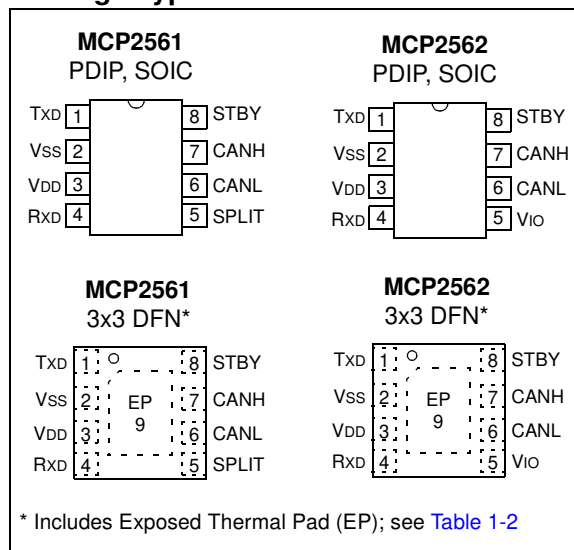 MCP2561
PDIP, SOIC
TXD 1
8 STBY
VSS 2
7 CANH
VDD 3
6 CANL
RXD 4
5 SPLIT
MCP2562
PDIP, SOIC
TXD 1
8 STBY
VSS 2
7 CANH
VDD 3
6 CANL
RXD 4
5 VIO
MCP2561
3x3 DFN*
TXD 1
8 STBY
VSS 2
EP
9
7 CANH
VDD 3
6 CANL
RXD 4
5 SPLIT
MCP2562
3x3 DFN*
TXD 1
8 STBY
VSS 2
EP
9
7 CANH
VDD 3
6 CANL
RXD 4
5 VIO
* Includes Exposed Thermal Pad (EP); see Table 1-2